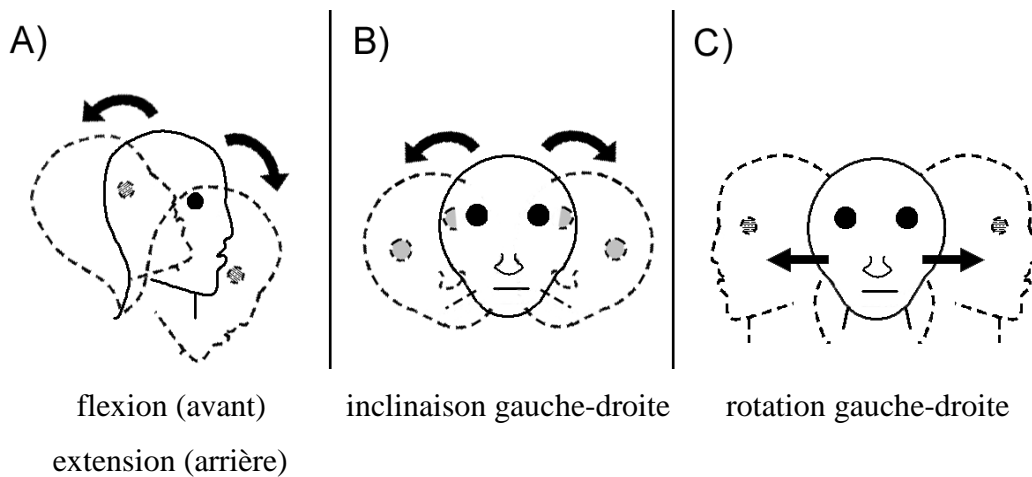 A)
B)
C)
flexion (avant)
extension (arrière)
inclinaison gauche-droite
rotation gauche-droite